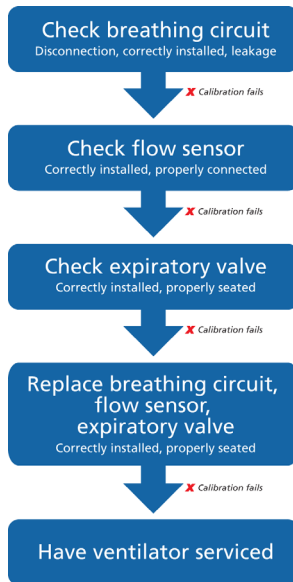 Check breathing circuit
Disconnection, correctly installed, leakage
✘ Calibration fails
Check flow sensor
Correctly installed, properly connected
✘ Calibration fails
Check expiratory valve
Correctly installed, properly seated
✘ Calibration fails
Replace breathing circuit,
flow sensor,
expiratory valve
Correctly installed, properly seated
✘ Calibration fails
Have ventilator serviced